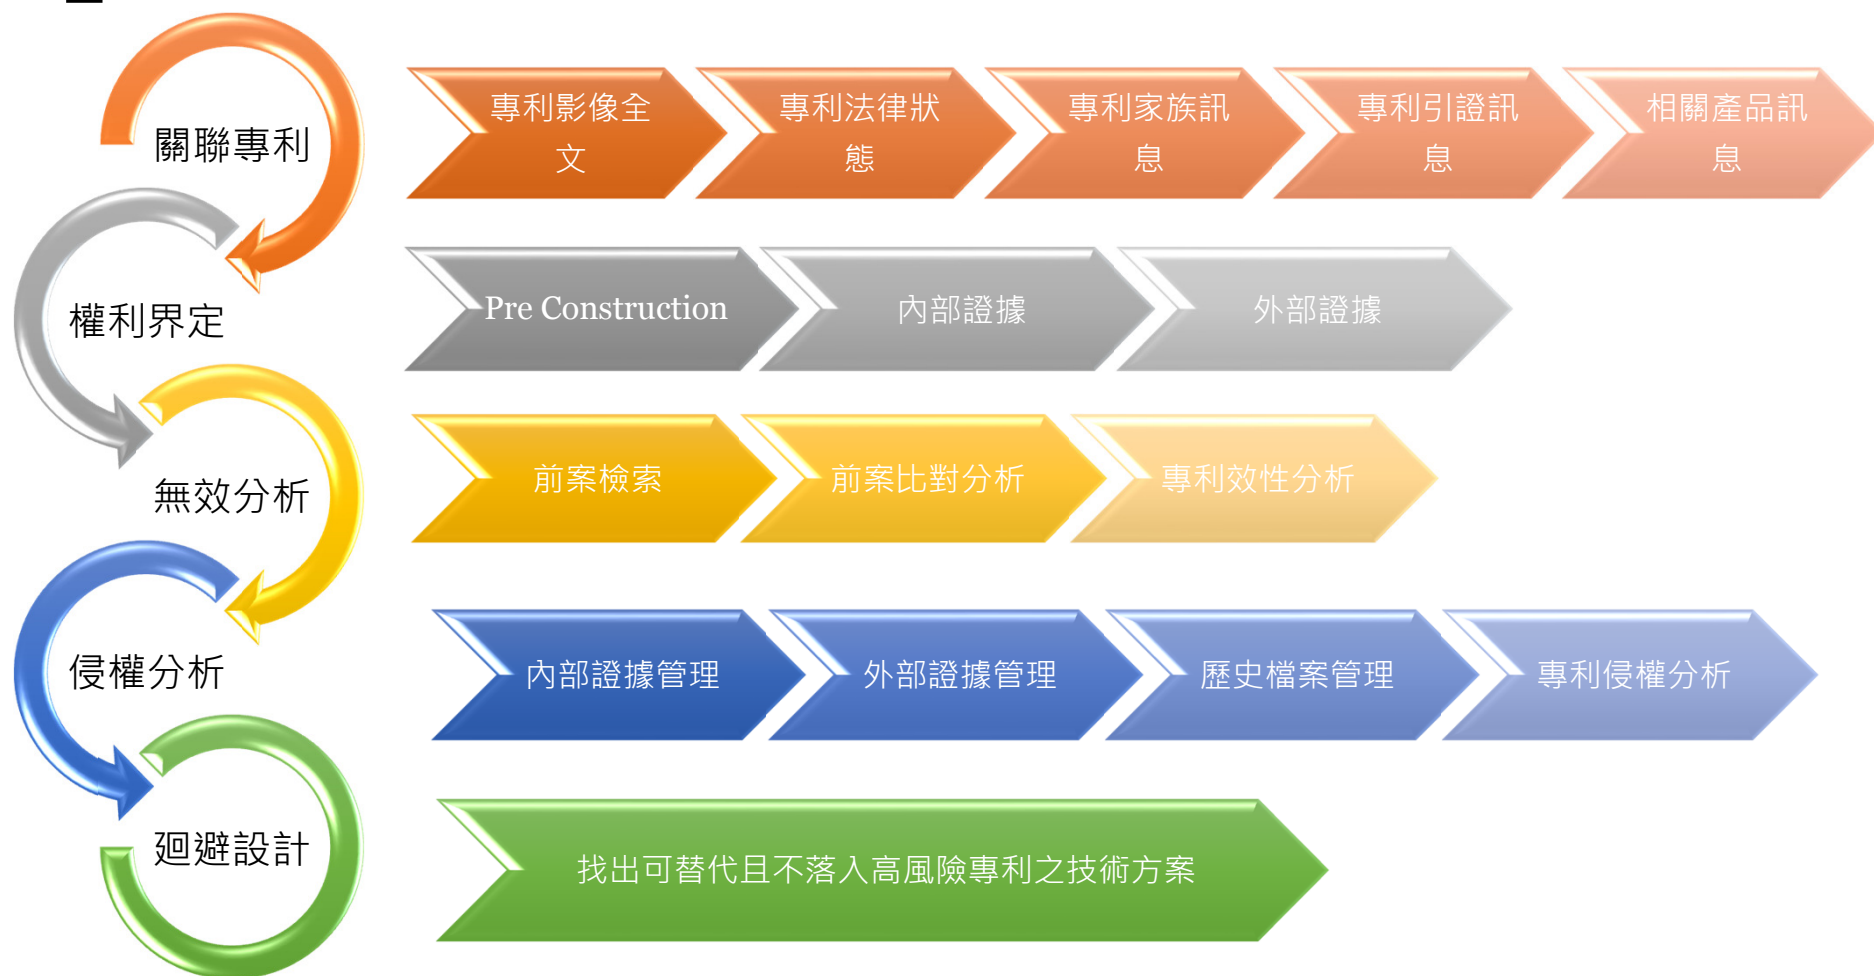 關聯專利
專利影像全
文
專利法律狀
態
專利家族訊
息
專利引證訊
息
相關產品訊
息
權利界定
Pre Construction
內部證據
外部證據
無效分析
前案檢索
前案比對分析
專利效性分析
侵權分析
內部證據管理
外部證據管理
歷史檔案管理
專利侵權分析
迴避設計
找出可替代且不落入高風險專利之技術方案